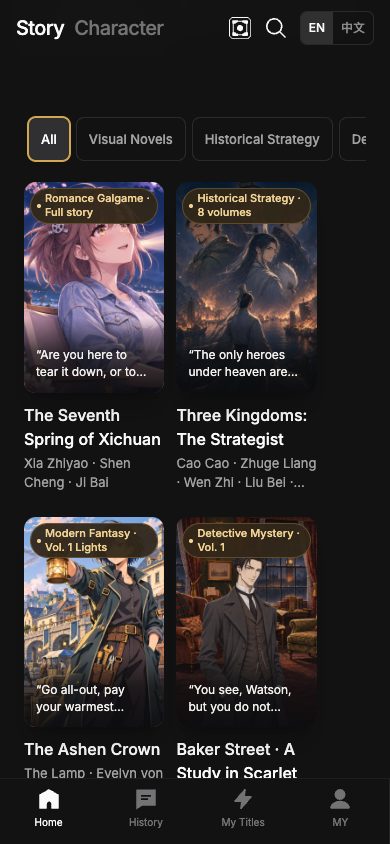 Story Character EN 中文
All Visual Novels Historical Strategy De
Romance Galgame ·
Full story
“Are you here to
tear it down, or to...
The Seventh
Spring of Xichuan
Xia Zhiyao · Shen
Cheng · Ji Bai
Historical Strategy ·
8 volumes
“The only heroes
under heaven are...
Three Kingdoms:
The Strategist
Cao Cao · Zhuge Liang
· Wen Zhi · Liu Bei ·...
Modern Fantasy ·
Vol. 1 Lights
“Go all-out, pay
your warmest...
The Ashen Crown
The Lamp · Evelyn von
Detective Mystery ·
Vol. 1
“You see, Watson,
but you do not...
Baker Street · A
Study in Scarlet
Home History My Titles MY